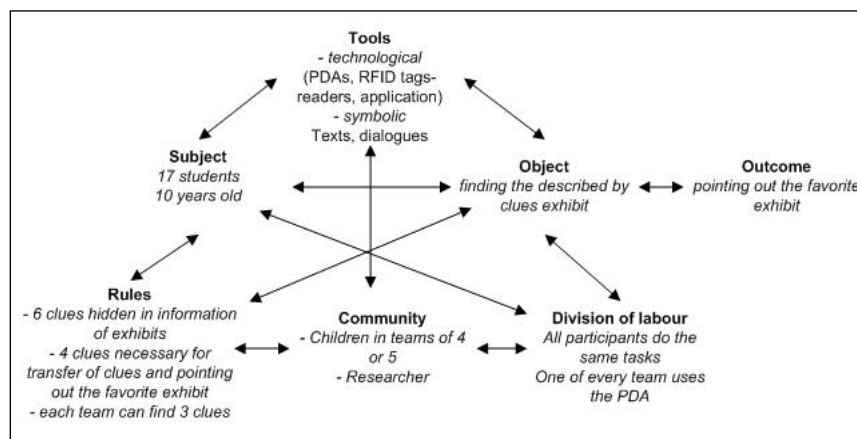 Tools
- technological
(PDAs, RFID tags-
readers, application)
- symbolic
Texts, dialogues
Subject
17 students
10 years old
Object
finding the described by
clues exhibit
Outcome
pointing out the favorite
exhibit
Rules
- 6 clues hidden in information
of exhibits
- 4 clues necessary for
transfer of clues and pointing
out the favorite exhibit
- each team can find 3 clues
Community
- Children in teams of 4
or 5
- Researcher
Division of labour
All participants do the
same tasks
One of every team uses
the PDA